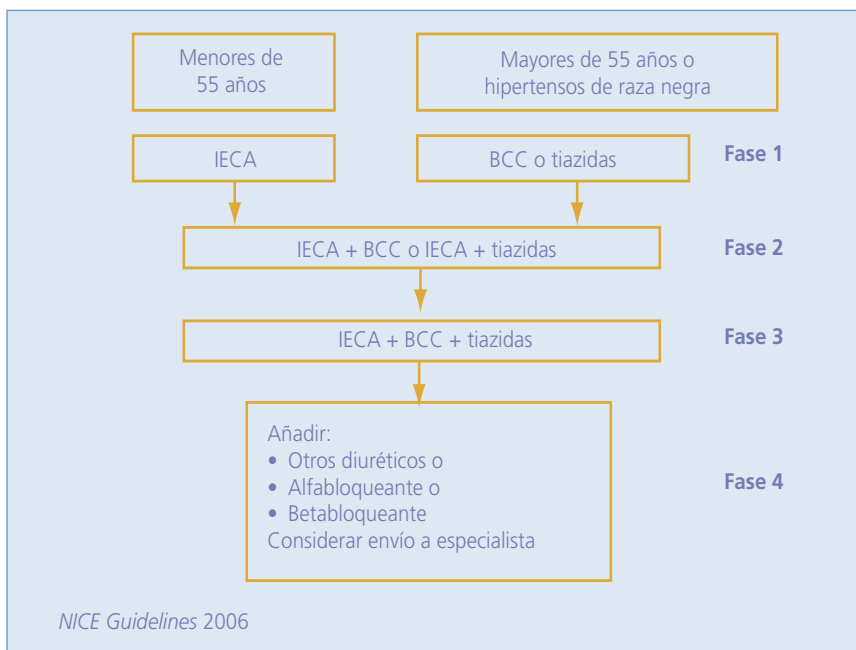 Menores de
55 años
Mayores de 55 años o
hipertensos de raza negra
IECA
BCC o tiazidas
Fase 1
IECA + BCC o IECA + tiazidas
Fase 2
IECA + BCC + tiazidas
Fase 3
Añadir:
• Otros diuréticos o
• Alfabloqueante o
• Betabloqueante
Considerar envío a especialista
Fase 4
NICE Guidelines 2006